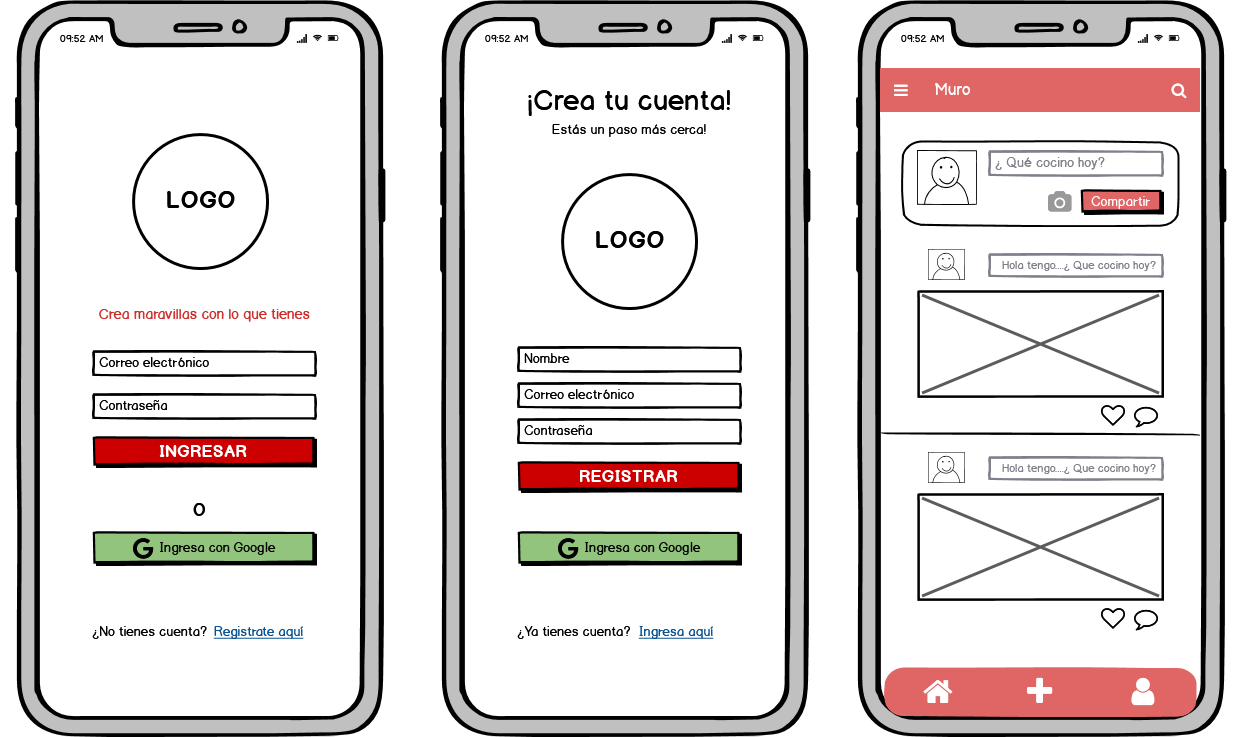 09:52 AM
LOGO
Crea maravillas con lo que tienes
Correo electrónico
Contraseña
INGRESAR
O
G Ingresa con Google
¿No tienes cuenta? Registrate aquí
09:52 AM
¡Crea tu cuenta!
Estás un paso más cerca!
LOGO
Nombre
Correo electrónico
Contraseña
REGISTRAR
G Ingresa con Google
¿Ya tienes cuenta? Ingresa aquí
09:52 AM
Muro
¿ Qué cocino hoy?
Compartir
Hola tengo....¿ Que cocino hoy?
Hola tengo....¿ Que cocino hoy?